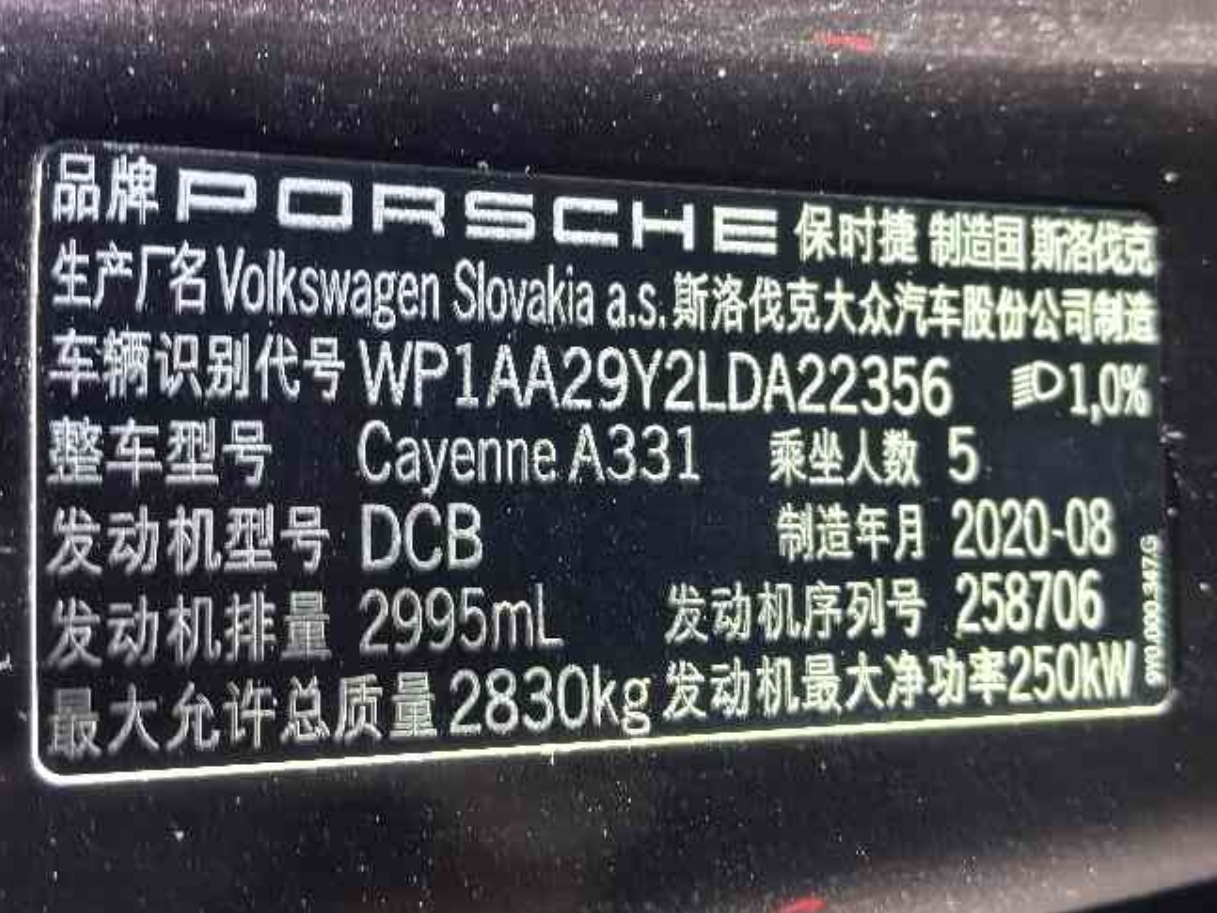 品牌 PORSCHE 保时捷 制造国 斯洛伐克
生产厂名 Volkswagen Slovakia a.s. 斯洛伐克大众汽车股份公司制造
车辆识别代号 WP1AA29Y2LDA22356 1,0%
整车型号 Cayenne A331 乘坐人数 5
发动机型号 DCB 制造年月 2020-08
发动机排量 2995mL 发动机序列号 258706
最大允许总质量 2830kg 发动机最大净功率 250kW
9Y0.000.347.G